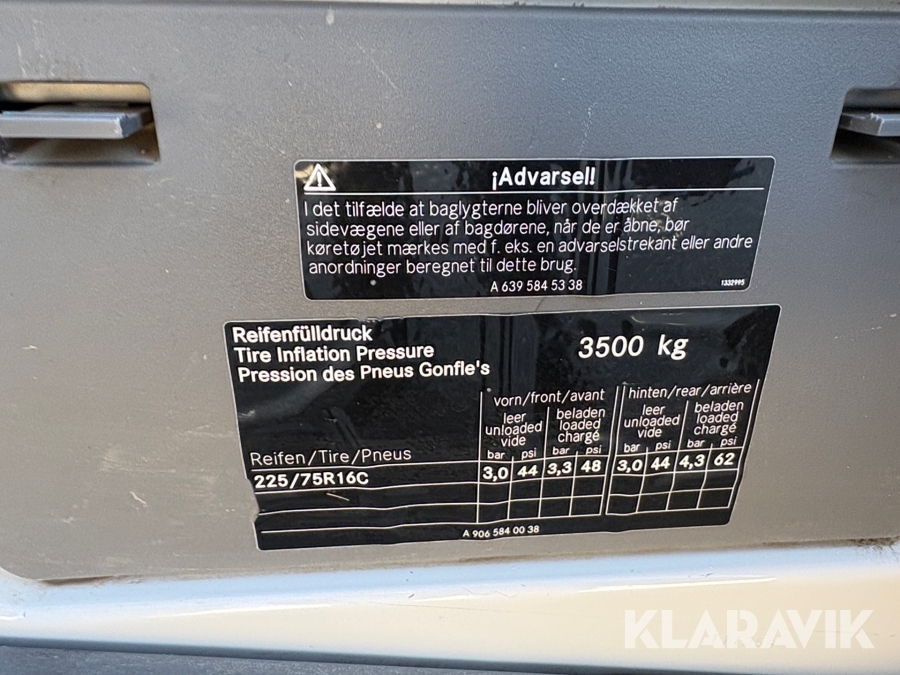 ¡Advarsel!
I det tilfælde at baglygterne bliver overdækket af
sidevægene eller af bagdørene, når de er åbne, bør
køretøjet mærkes med f. eks. en advarselstrekant eller andre
anordninger beregnet til dette brug.
A 639 584 53 38
1332995
Reifenfülldruck
Tire Inflation Pressure
Pression des Pneus Gonfle's
3500 kg
vorn/front/avant
hinten/rear/arrière
leer
unloaded
vide
beladen
loaded
chargé
leer
unloaded
vide
beladen
loaded
chargé
Reifen/Tire/Pneus
bar psi bar psi bar psi bar psi
225/75R16C 3,0 44 3,3 48 3,0 44 4,3 62
A 906 584 00 38
KLARAVIK